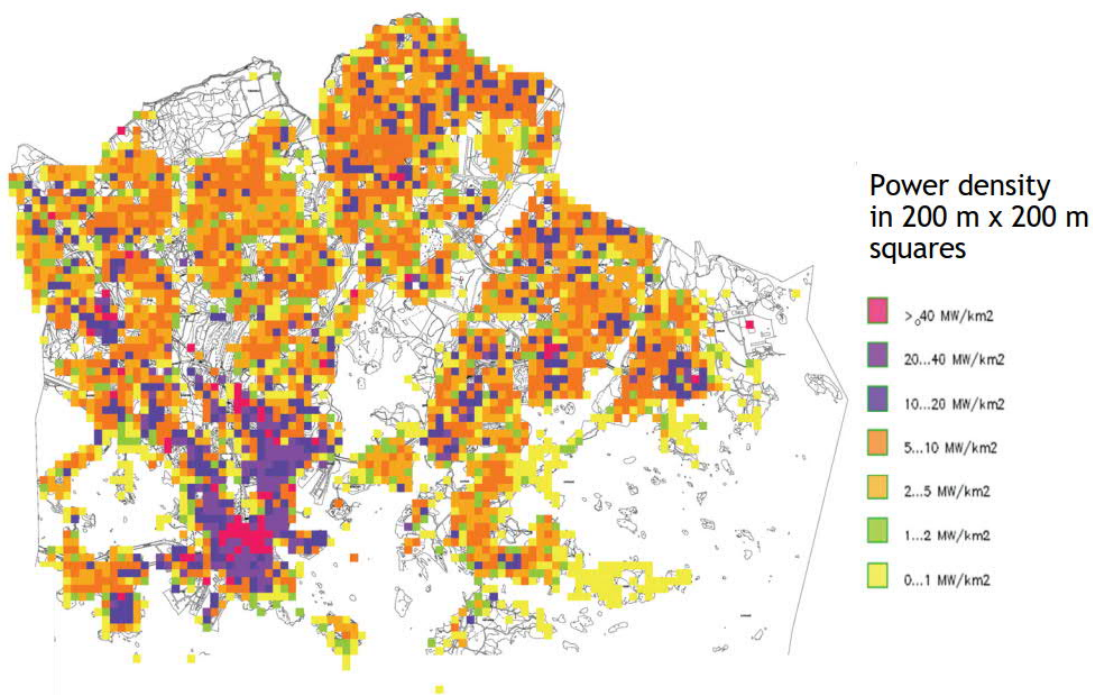 Power density
in 200 m x 200 m
squares
>₀40 MW/km2
20...40 MW/km2
10...20 MW/km2
5...10 MW/km2
2...5 MW/km2
1...2 MW/km2
0...1 MW/km2